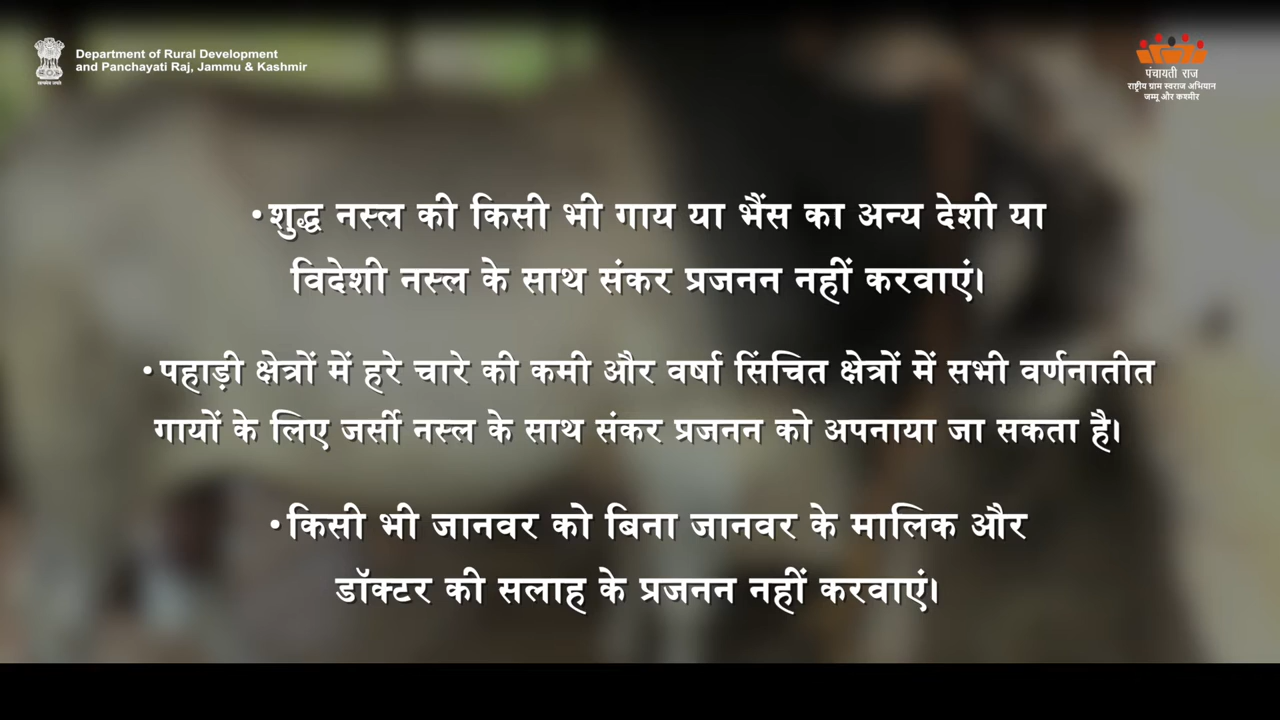 Department of Rural Development
and Panchayati Raj, Jammu & Kashmir
पंचायती राज
राष्ट्रीय ग्राम स्वराज अभियान
जम्मू और कश्मीर
• शुद्ध नस्ल की किसी भी गाय या भैंस का अन्य देशी या
विदेशी नस्ल के साथ संकर प्रजनन नहीं करवाएं।
• पहाड़ी क्षेत्रों में हरे चारे की कमी और वर्षा सिंचित क्षेत्रों में सभी वर्णनातीत
गायों के लिए जर्सी नस्ल के साथ संकर प्रजनन को अपनाया जा सकता है।
• किसी भी जानवर को बिना जानवर के मालिक और
डॉक्टर की सलाह के प्रजनन नहीं करवाएं।